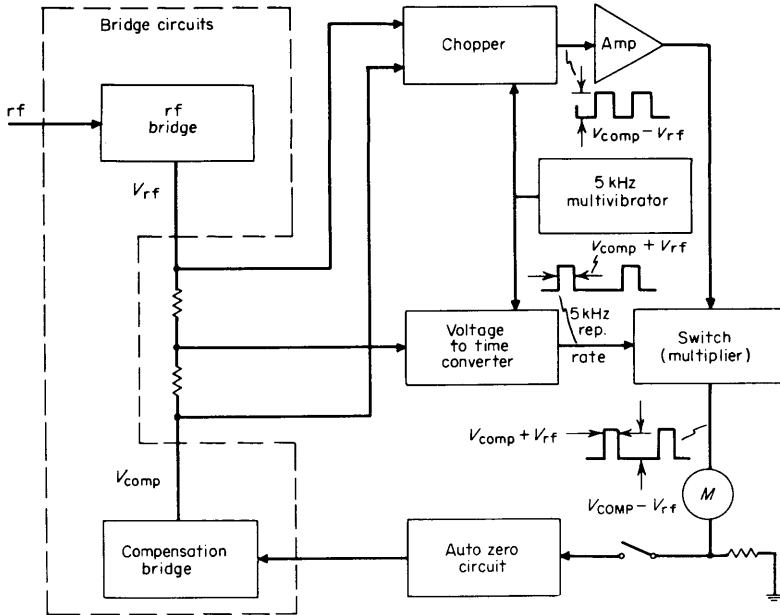 Bridge circuits
Chopper
Amp
rf
rf
bridge
V_comp – V_rf
V_rf
5 kHz
multivibrator
V_comp + V_rf
5 kHz
rep.
rate
Voltage
to time
converter
Switch
(multiplier)
V_comp + V_rf
V_comp
V_COMP – V_rf
M
Compensation
bridge
Auto zero
circuit